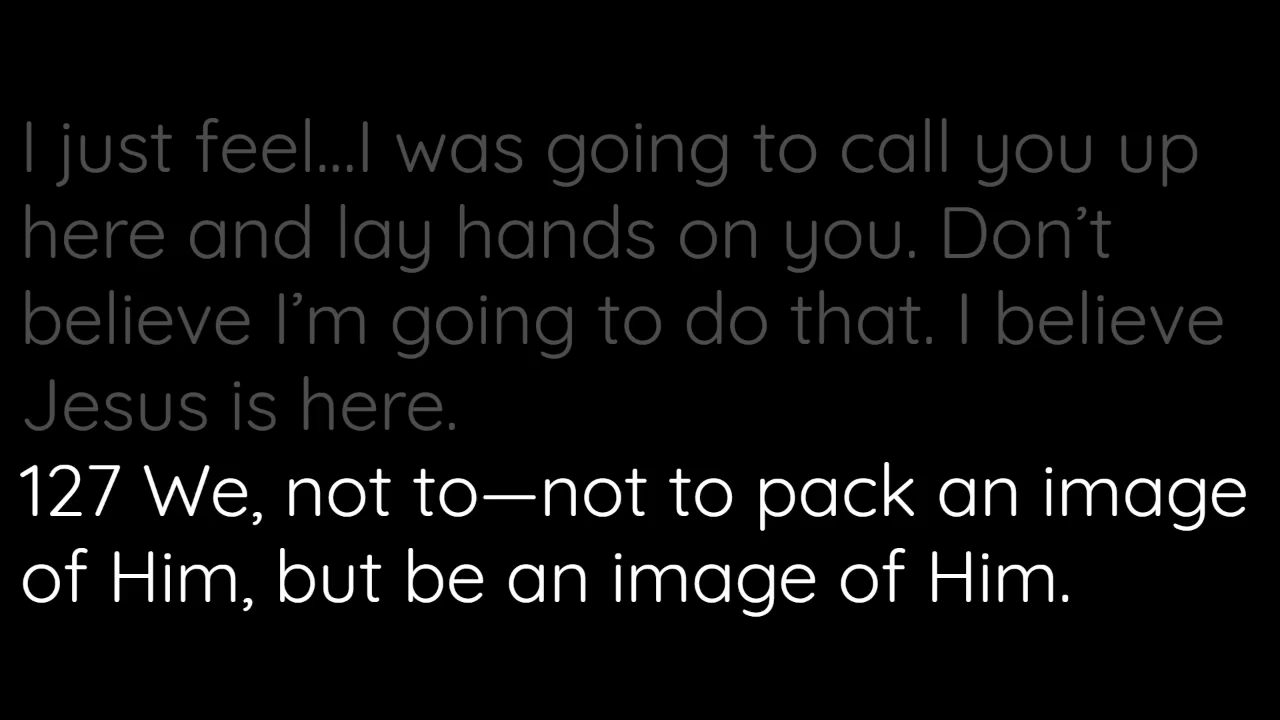 I just feel...I was going to call you up
here and lay hands on you. Don’t
believe I’m going to do that. I believe
Jesus is here.
127 We, not to—not to pack an image
of Him, but be an image of Him.